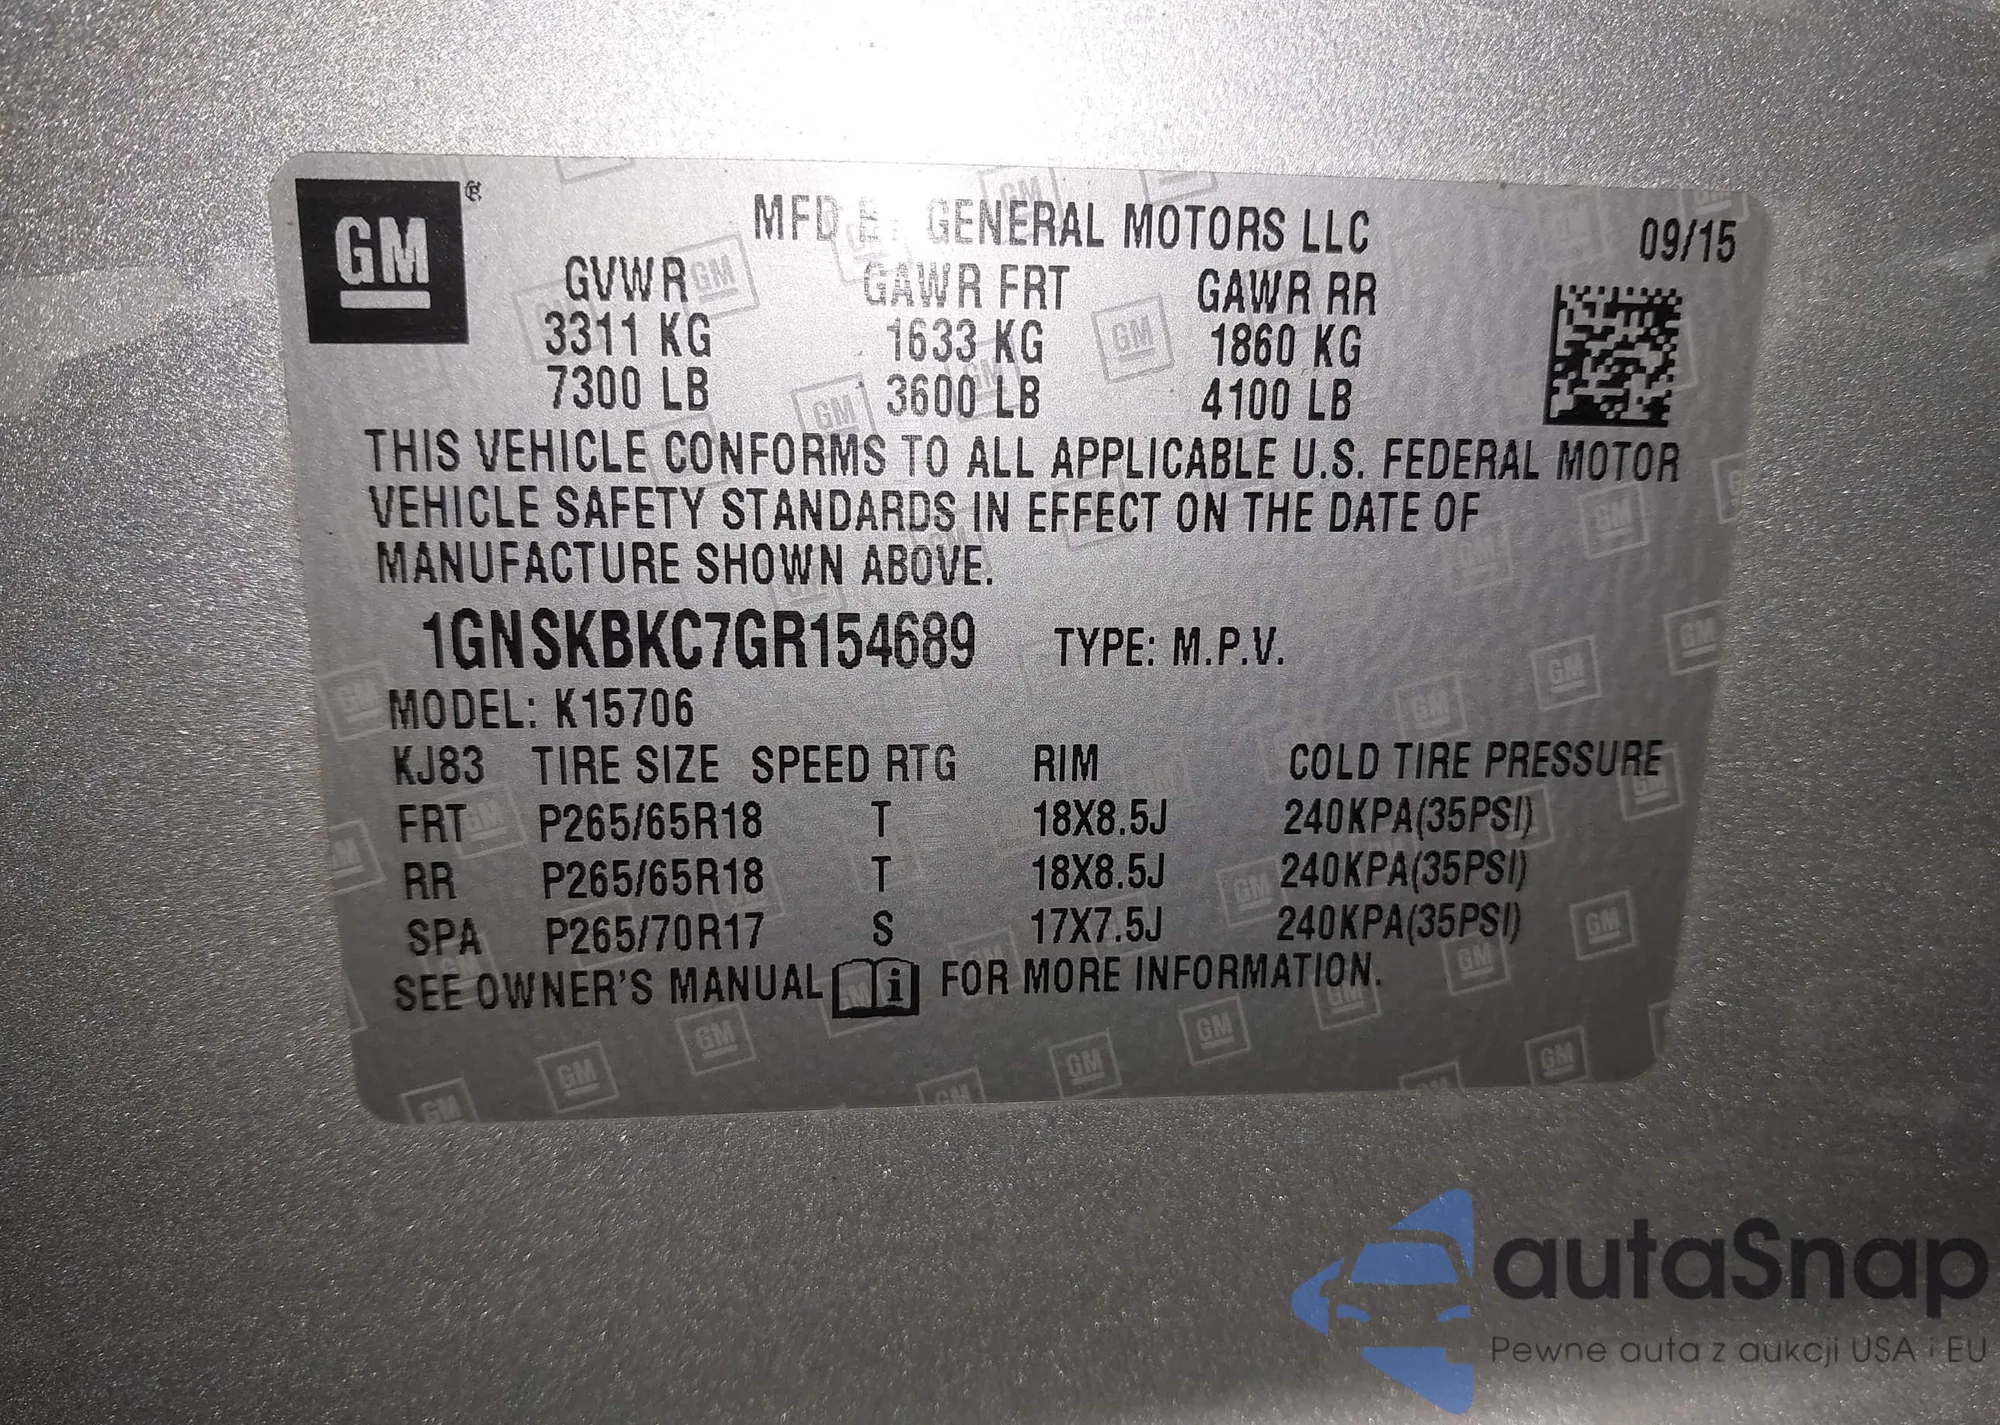 GM®
MFD BY GENERAL MOTORS LLC 09/15
GVWR GAWR FRT GAWR RR
3311 KG 1633 KG 1860 KG
7300 LB 3600 LB 4100 LB
THIS VEHICLE CONFORMS TO ALL APPLICABLE U.S. FEDERAL MOTOR
VEHICLE SAFETY STANDARDS IN EFFECT ON THE DATE OF
MANUFACTURE SHOWN ABOVE.
1GNSKBKC7GR154689 TYPE: M.P.V.
MODEL: K15706
KJ83 TIRE SIZE SPEED RTG RIM COLD TIRE PRESSURE
FRT P265/65R18 T 18X8.5J 240KPA(35PSI)
RR P265/65R18 T 18X8.5J 240KPA(35PSI)
SPA P265/70R17 S 17X7.5J 240KPA(35PSI)
SEE OWNER'S MANUAL i FOR MORE INFORMATION.
autaSnap
Pewne auta z aukcji USA i EU